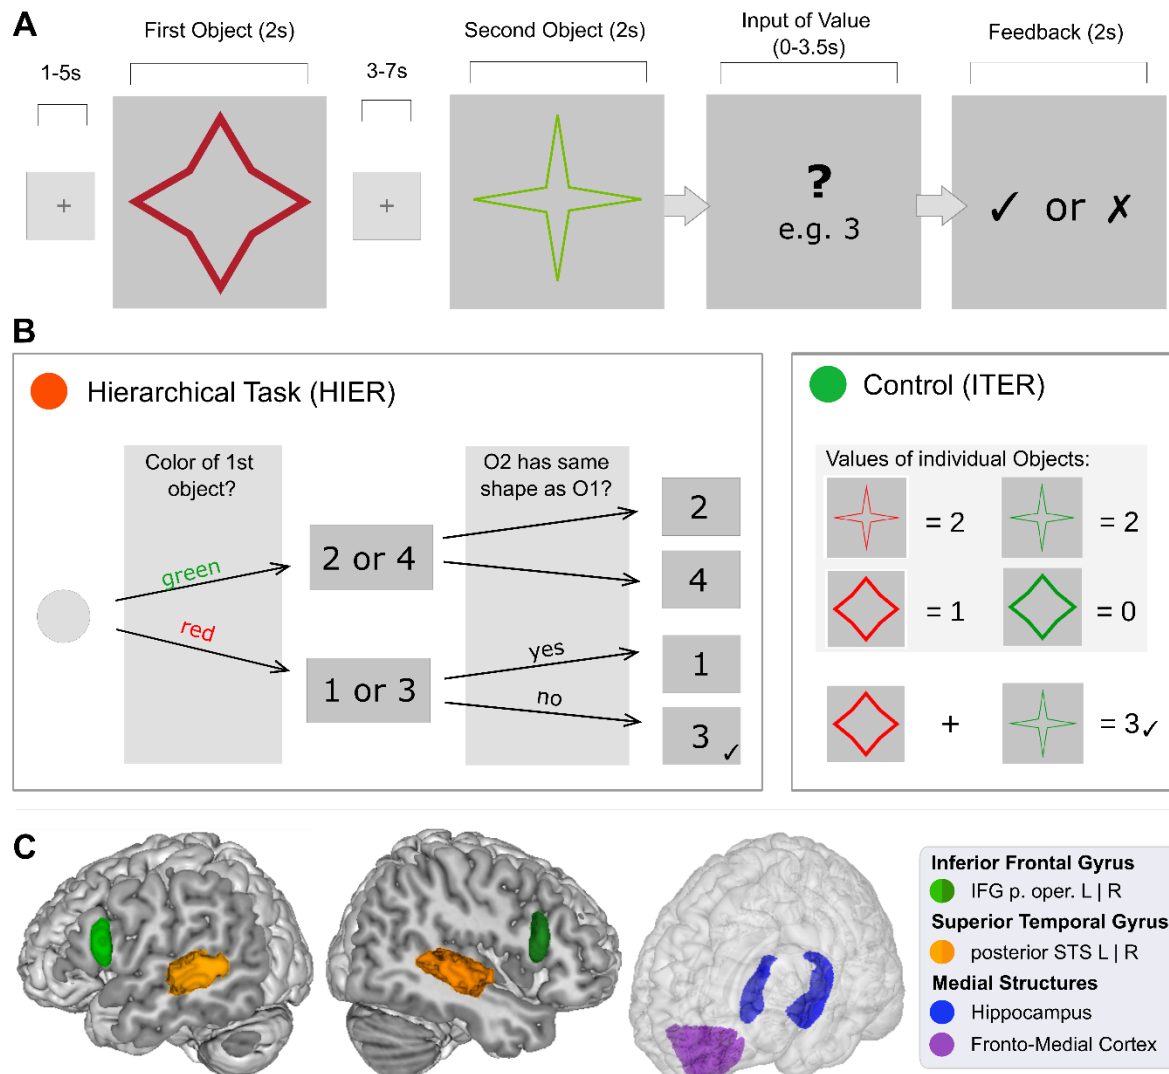 A
First Object (2s)
Second Object (2s)
Input of Value
(0-3.5s)
Feedback (2s)
1-5s
3-7s
+
+
?
e.g. 3
✓ or ✗
B
Hierarchical Task (HIER)
Color of 1st
object?
O2 has same
shape as O1?
green
red
2 or 4
1 or 3
yes
no
2
4
1
3 ✓
Control (ITER)
Values of individual Objects:
= 2
= 2
= 1
= 0
+
= 3 ✓
C
Inferior Frontal Gyrus
IFG p. oper. L | R
Superior Temporal Gyrus
posterior STS L | R
Medial Structures
Hippocampus
Fronto-Medial Cortex